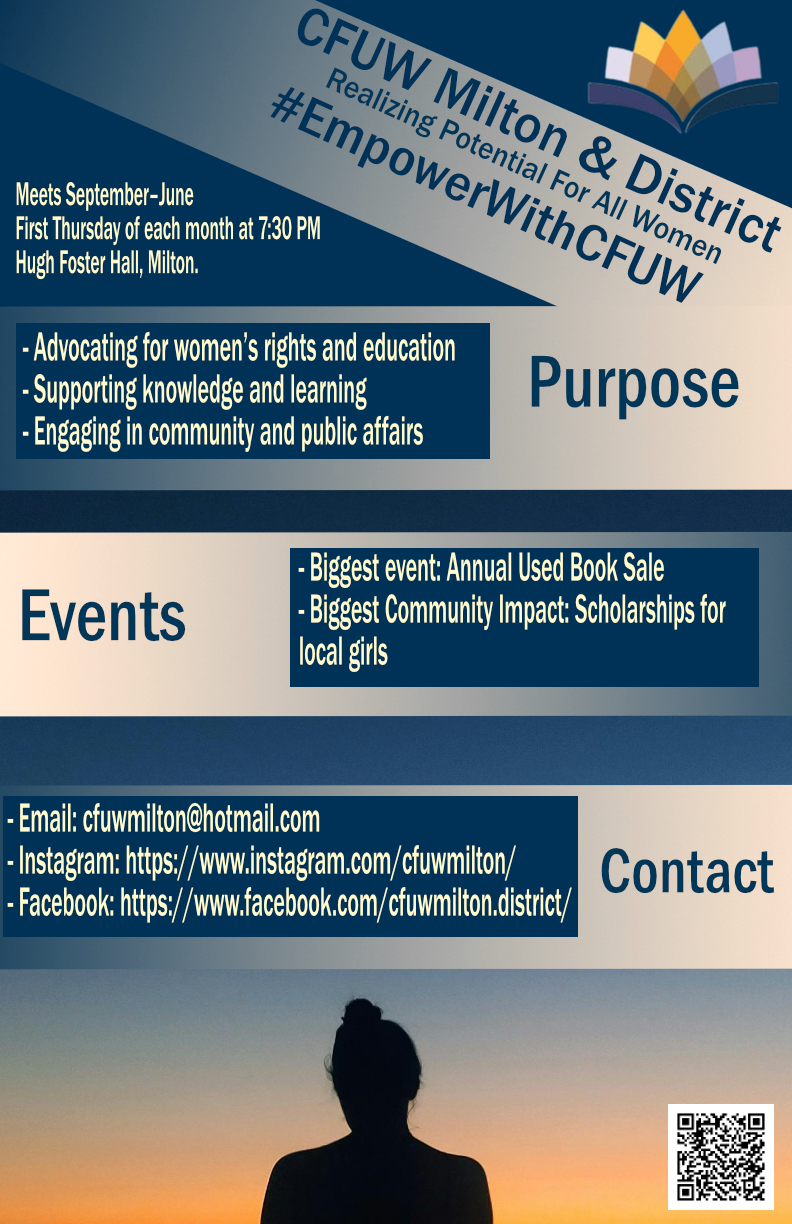 CFUW Milton & District
Realizing Potential For All Women
#EmpowerWithCFUW
Meets September–June
First Thursday of each month at 7:30 PM
Hugh Foster Hall, Milton.
- Advocating for women’s rights and education
- Supporting knowledge and learning
- Engaging in community and public affairs
Purpose
Events
- Biggest event: Annual Used Book Sale
- Biggest Community Impact: Scholarships for
local girls
- Email: cfuwmilton@hotmail.com
- Instagram: https://www.instagram.com/cfuwmilton/
- Facebook: https://www.facebook.com/cfuwmilton.district/
Contact